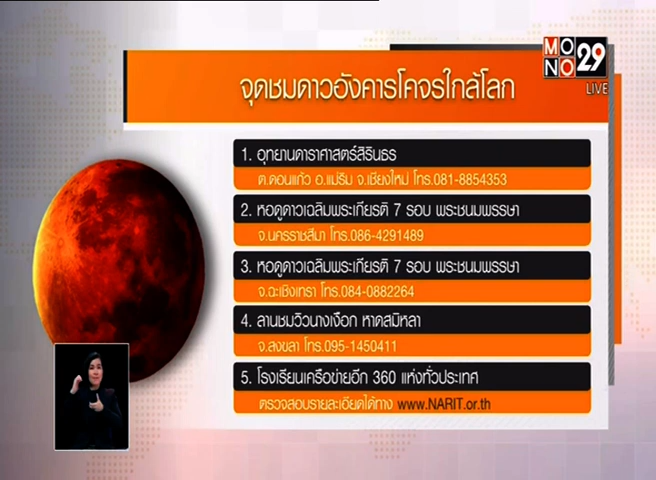 MONO 29
LIVE
จุดชมดาวอังคารโคจรใกล้โลก
1. อุทยานดาราศาสตร์สิรินธร
ต.ดอนแก้ว อ.แม่ริม จ.เชียงใหม่ โทร.081-8854353
2. หอดูดาวเฉลิมพระเกียรติ 7 รอบ พระชนมพรรษา
จ.นครราชสีมา โทร.086-4291489
3. หอดูดาวเฉลิมพระเกียรติ 7 รอบ พระชนมพรรษา
จ.ฉะเชิงเทรา โทร.084-0882264
4. ลานชมวิวนางเงือก หาดสมิหลา
จ.สงขลา โทร.095-1450411
5. โรงเรียนเครือข่ายอีก 360 แห่งทั่วประเทศ
ตรวจสอบรายละเอียดได้ทาง www.NARIT.or.th